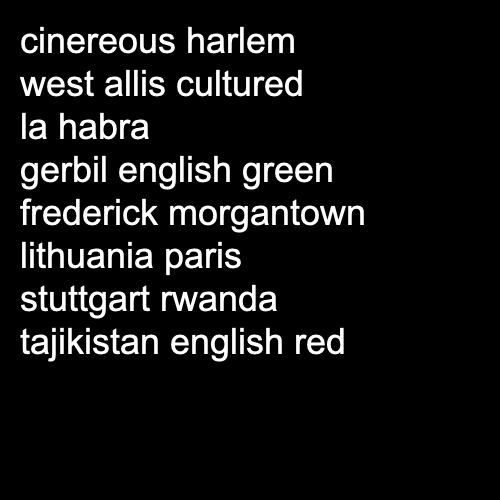 cinereous harlem
west allis cultured
la habra
gerbil english green
frederick morgantown
lithuania paris
stuttgart rwanda
tajikistan english red